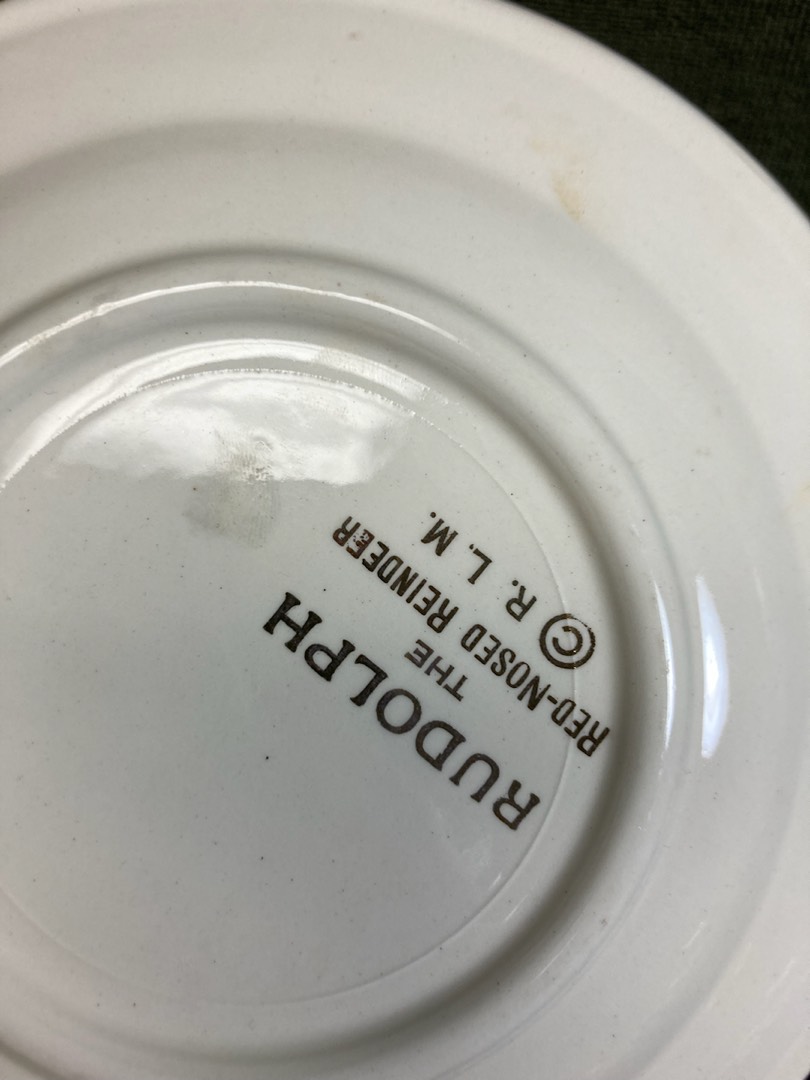 RUDOLPH
THE
RED-NOSED REINDEER
© R. L. M.